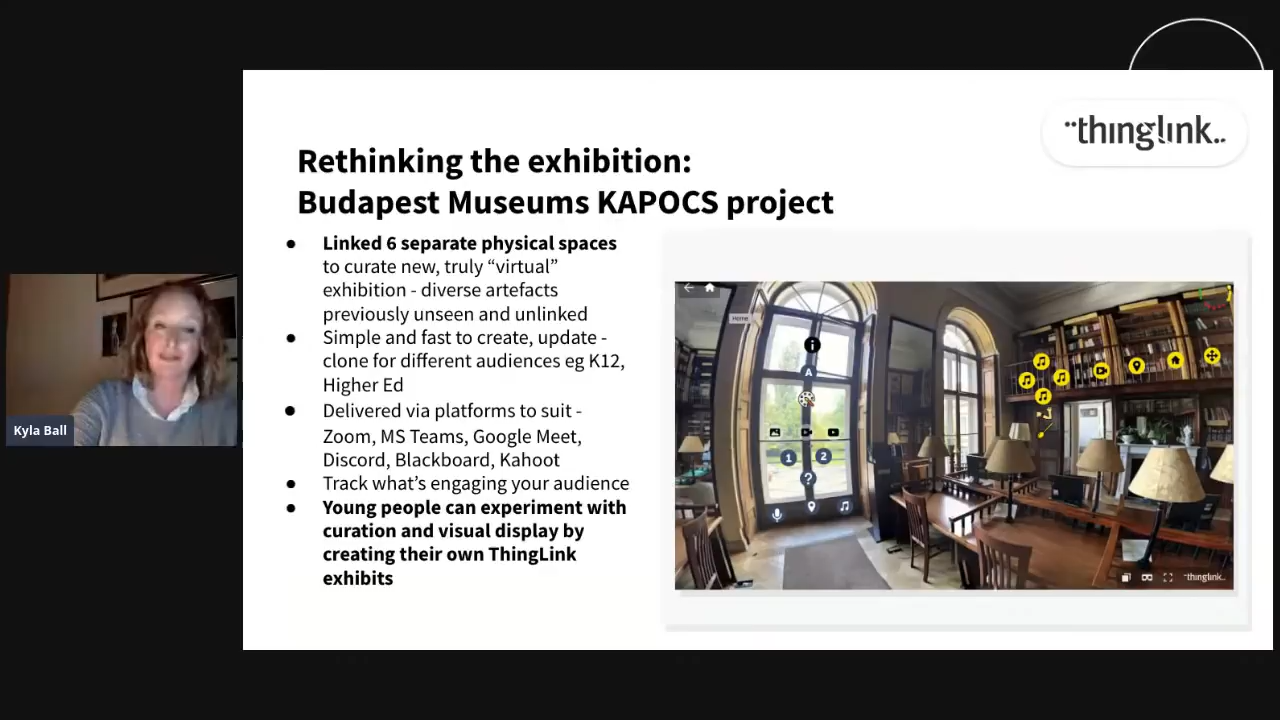 ¨thinglink..
Rethinking the exhibition:
Budapest Museums KAPOCS project
● Linked 6 separate physical spaces
to curate new, truly “virtual”
exhibition - diverse artefacts
previously unseen and unlinked
● Simple and fast to create, update -
clone for different audiences eg K12,
Higher Ed
● Delivered via platforms to suit -
Zoom, MS Teams, Google Meet,
Discord, Blackboard, Kahoot
● Track what’s engaging your audience
● Young people can experiment with
curation and visual display by
creating their own ThingLink
exhibits
Kyla Ball
Home
i
A
1 2
?
¨thinglink..